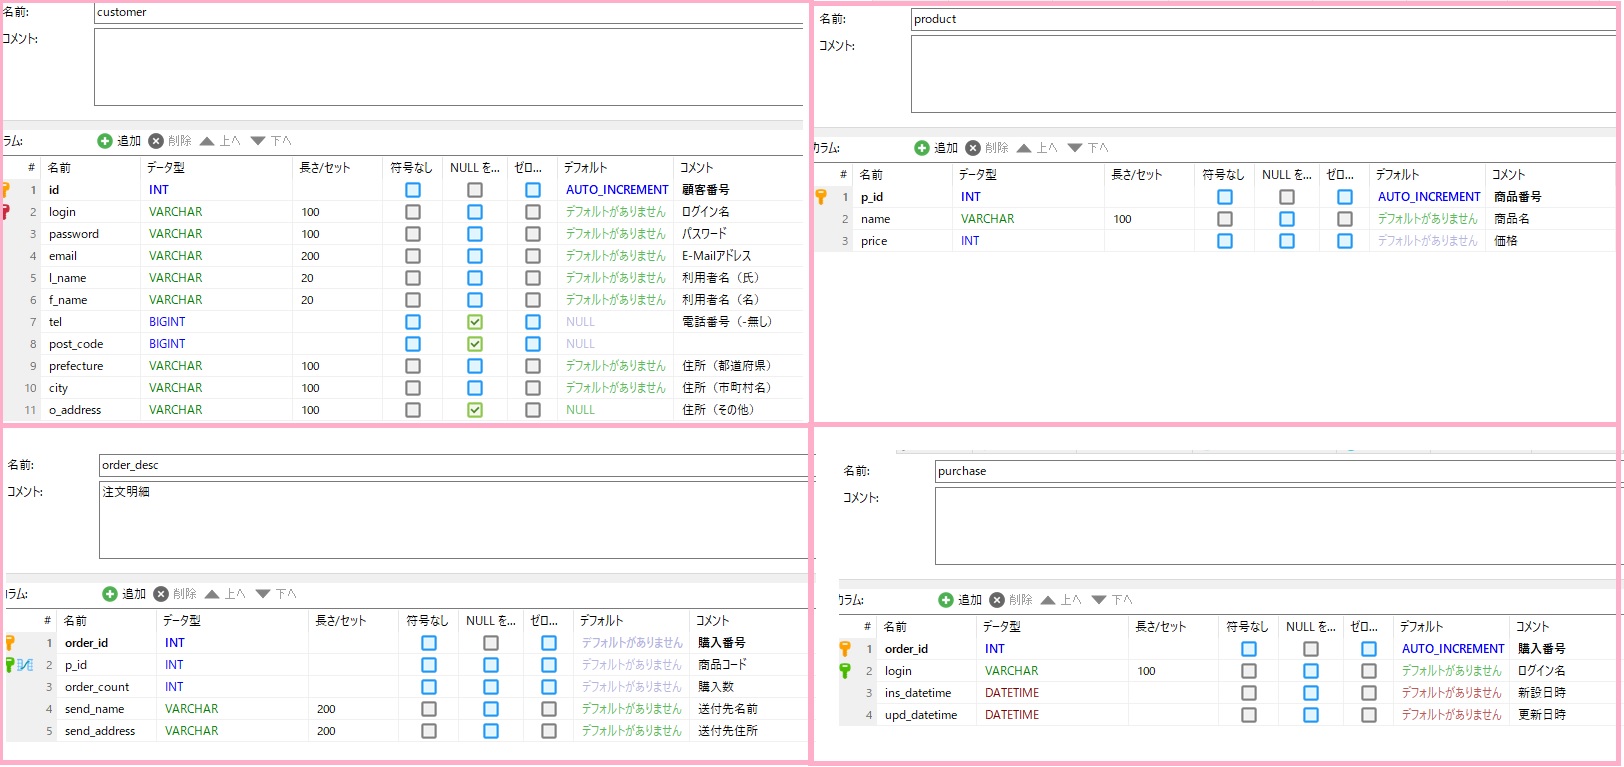 名前: customer
コメント:
ラム: 追加 削除 上へ 下へ
# 名前 データ型 長さ/セット 符号なし NULL を... ゼロ... デフォルト コメント
1 id INT AUTO_INCREMENT 顧客番号
2 login VARCHAR 100 デフォルトがありません ログイン名
3 password VARCHAR 100 デフォルトがありません パスワード
4 email VARCHAR 200 デフォルトがありません E-Mailアドレス
5 l_name VARCHAR 20 デフォルトがありません 利用者名（氏）
6 f_name VARCHAR 20 デフォルトがありません 利用者名（名）
7 tel BIGINT NULL 電話番号（-無し）
8 post_code BIGINT NULL
9 prefecture VARCHAR 100 デフォルトがありません 住所（都道府県）
10 city VARCHAR 100 デフォルトがありません 住所（市町村名）
11 o_address VARCHAR 100 NULL 住所（その他）
名前: product
コメント:
カラム: 追加 削除 上へ 下へ
# 名前 データ型 長さ/セット 符号なし NULL を... ゼロ... デフォルト コメント
1 p_id INT AUTO_INCREMENT 商品番号
2 name VARCHAR 100 デフォルトがありません 商品名
3 price INT デフォルトがありません 価格
名前: order_desc
コメント: 注文明細
カラム: 追加 削除 上へ 下へ
# 名前 データ型 長さ/セット 符号なし NULL を... ゼロ... デフォルト コメント
1 order_id INT デフォルトがありません 購入番号
2 p_id INT デフォルトがありません 商品コード
3 order_count INT デフォルトがありません 購入数
4 send_name VARCHAR 200 デフォルトがありません 送付先名前
5 send_address VARCHAR 200 デフォルトがありません 送付先住所
名前: purchase
コメント:
カラム: 追加 削除 上へ 下へ
# 名前 データ型 長さ/セット 符号なし NULL を... ゼロ... デフォルト コメント
1 order_id INT AUTO_INCREMENT 購入番号
2 login VARCHAR 100 デフォルトがありません ログイン名
3 ins_datetime DATETIME デフォルトがありません 新設日時
4 upd_datetime DATETIME デフォルトがありません 更新日時